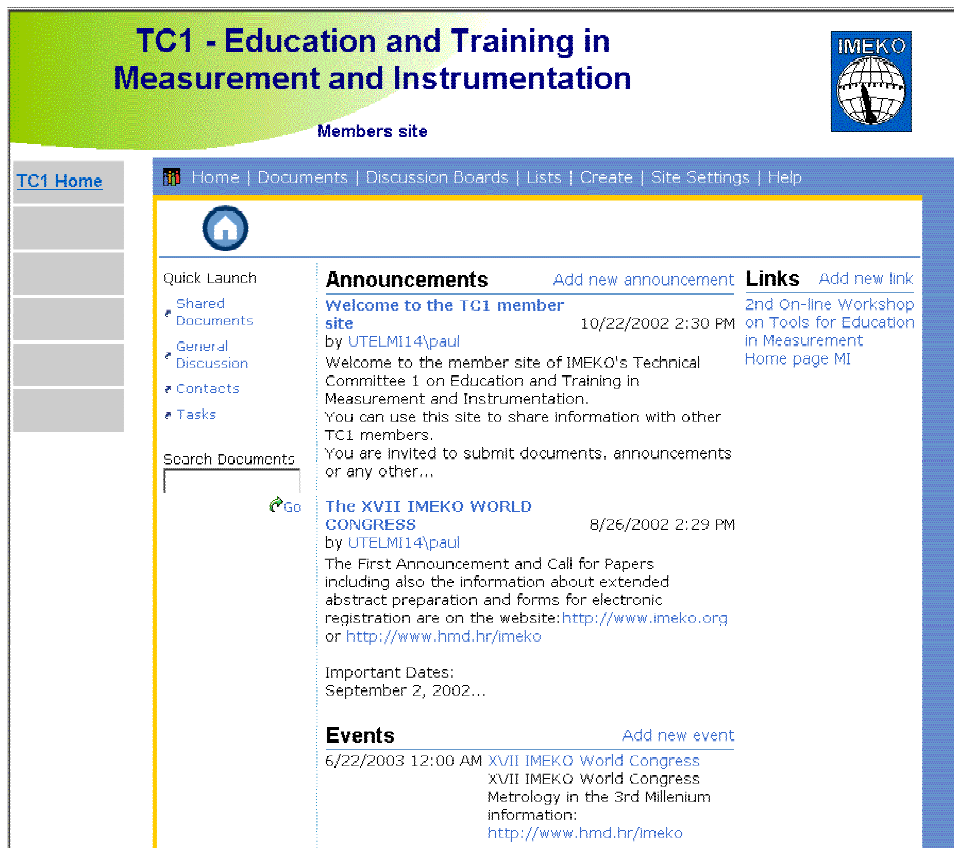 TC1 - Education and Training in
Measurement and Instrumentation
IMEKO
Members site
TC1 Home
Home | Documents | Discussion Boards | Lists | Create | Site Settings | Help
Quick Launch
Shared
Documents
General
Discussion
Contacts
Tasks
Search Documents
Go
Announcements Add new announcement
Welcome to the TC1 member
site 10/22/2002 2:30 PM
by UTELMI14\paul
Welcome to the member site of IMEKO's Technical
Committee 1 on Education and Training in
Measurement and Instrumentation.
You can use this site to share information with other
TC1 members.
You are invited to submit documents, announcements
or any other...
The XVII IMEKO WORLD
CONGRESS 8/26/2002 2:29 PM
by UTELMI14\paul
The First Announcement and Call for Papers
including also the information about extended
abstract preparation and forms for electronic
registration are on the website:http://www.imeko.org
or http://www.hmd.hr/imeko
Important Dates:
September 2, 2002...
Events Add new event
6/22/2003 12:00 AM XVII IMEKO World Congress
XVII IMEKO World Congress
Metrology in the 3rd Millenium
information:
http://www.hmd.hr/imeko
Links Add new link
2nd On-line Workshop
on Tools for Education
in Measurement
Home page MI